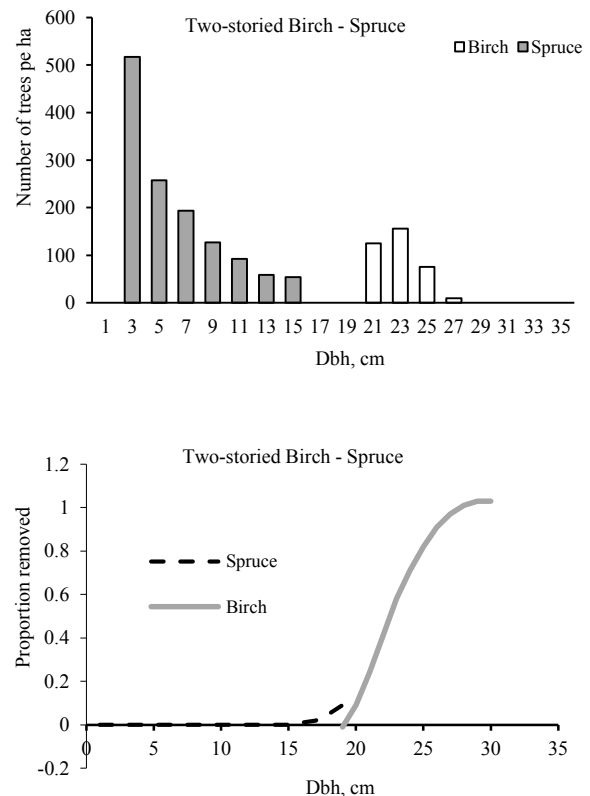 Two-storied Birch - Spruce
Birch Spruce
Number of trees pe ha
600
500
400
300
200
100
0
1 3 5 7 9 11 13 15 17 19 21 23 25 27 29 31 33 35
Dbh, cm
Two-storied Birch - Spruce
Proportion removed
1.2
1
0.8
0.6
0.4
0.2
0
-0.2
Spruce
Birch
0 5 10 15 20 25 30 35
Dbh, cm